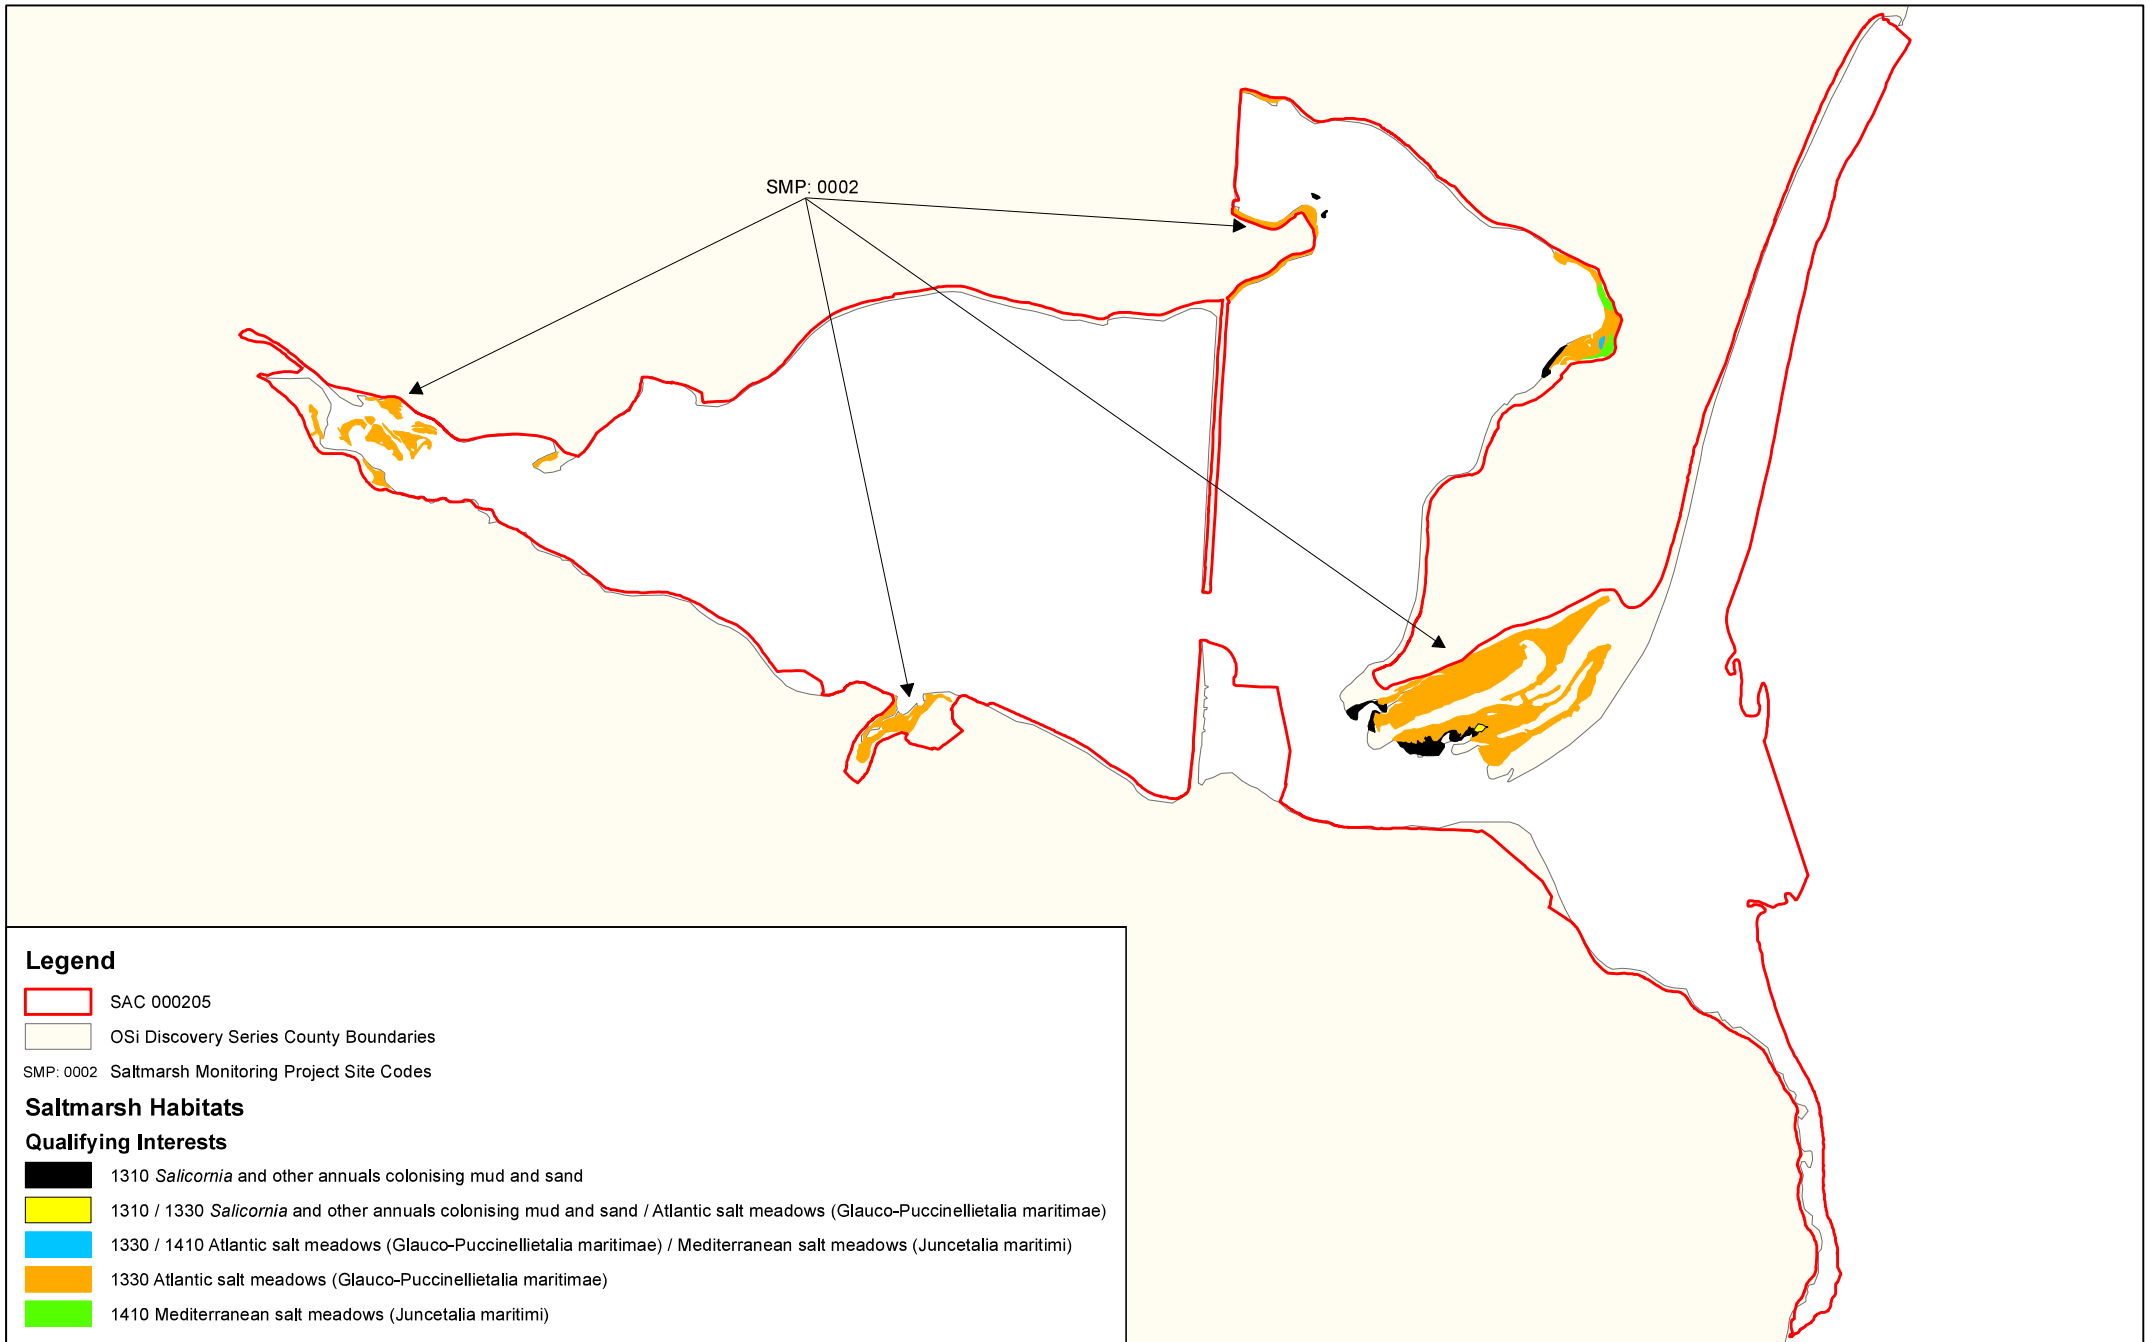 SMP: 0002
Legend
SAC 000205
OSi Discovery Series County Boundaries
SMP: 0002 Saltmarsh Monitoring Project Site Codes
Saltmarsh Habitats
Qualifying Interests
1310 Salicornia and other annuals colonising mud and sand
1310 / 1330 Salicornia and other annuals colonising mud and sand / Atlantic salt meadows (Glauco-Puccinellietalia maritimae)
1330 / 1410 Atlantic salt meadows (Glauco-Puccinellietalia maritimae) / Mediterranean salt meadows (Juncetalia maritimi)
1330 Atlantic salt meadows (Glauco-Puccinellietalia maritimae)
1410 Mediterranean salt meadows (Juncetalia maritimi)